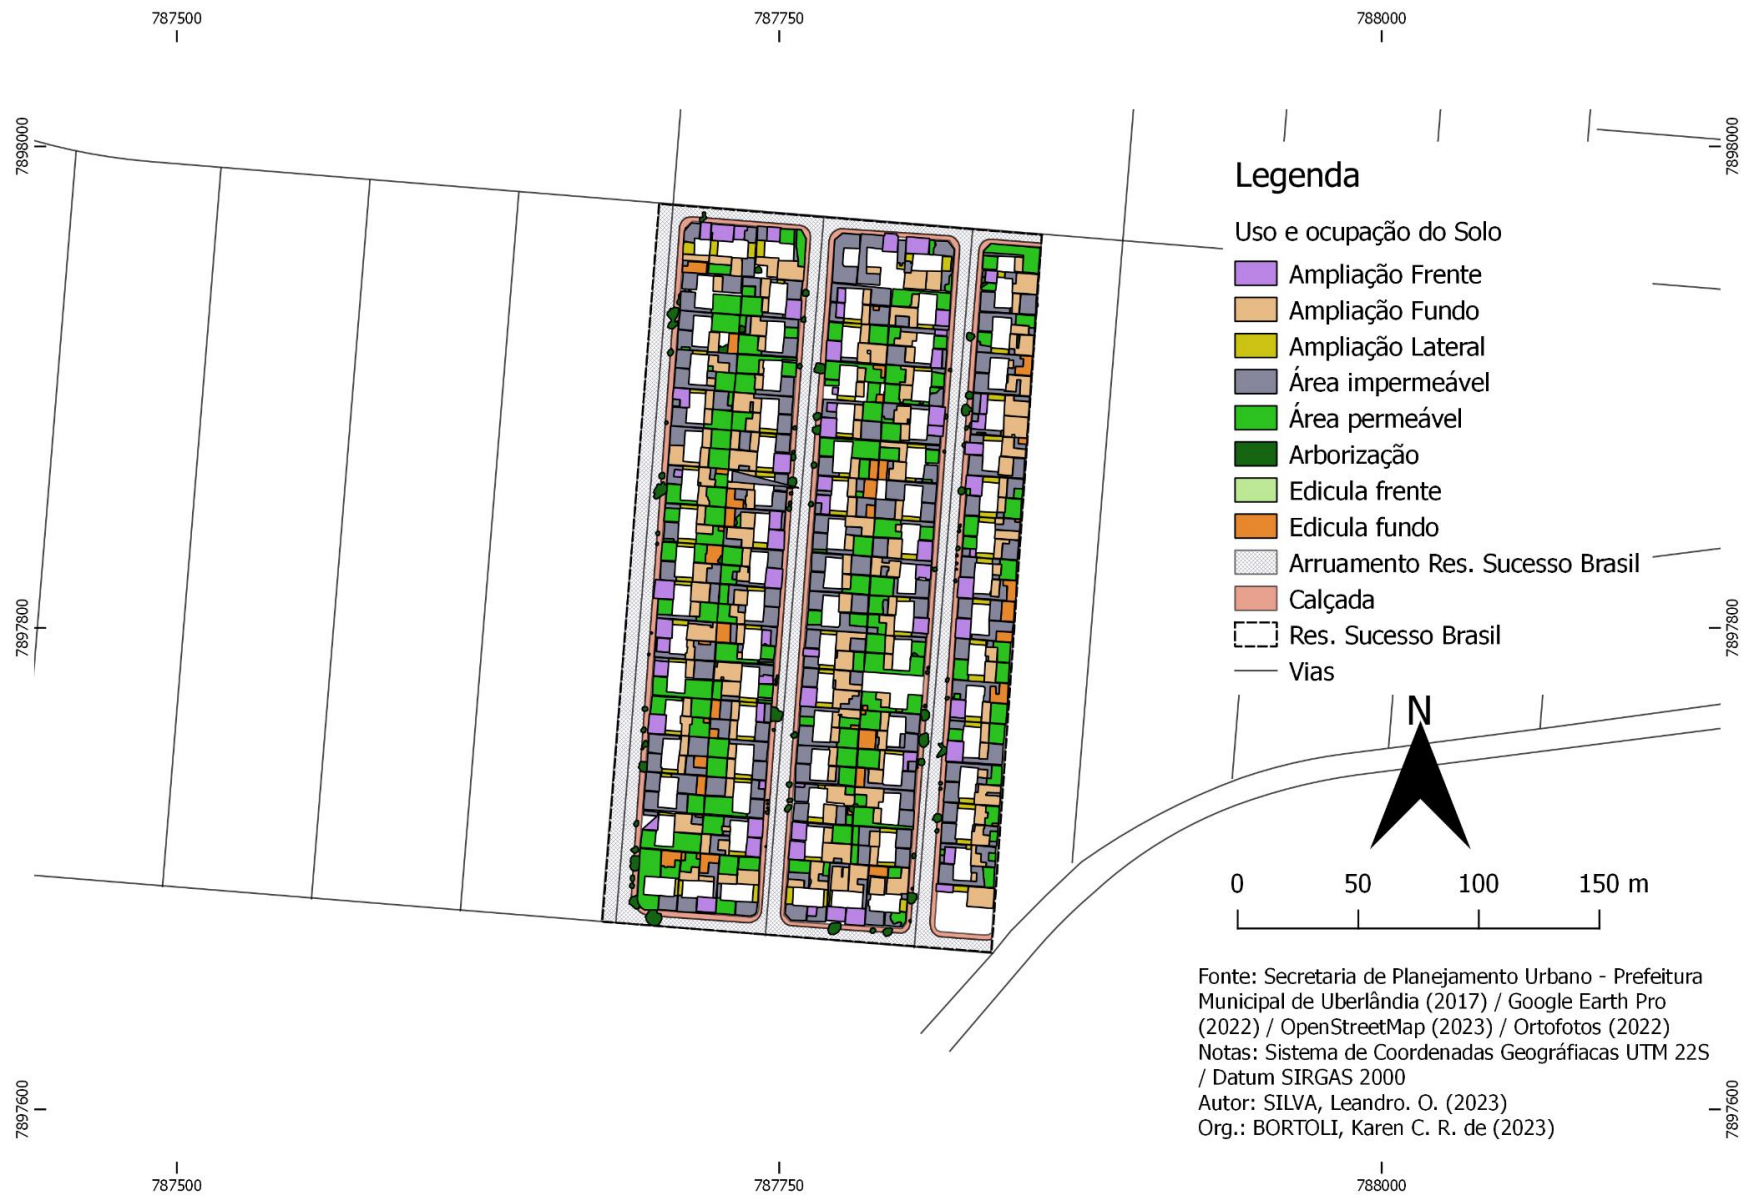 787500
787750
788000
7898000
7898000
Legenda
Uso e ocupação do Solo
Ampliação Frente
Ampliação Fundo
Ampliação Lateral
Área impermeável
Área permeável
Arborização
Edicula frente
Edicula fundo
Arruamento Res. Sucesso Brasil
Calçada
Res. Sucesso Brasil
Vias
7897800
7897800
N
0 50 100 150 m
Fonte: Secretaria de Planejamento Urbano - Prefeitura
Municipal de Uberlândia (2017) / Google Earth Pro
(2022) / OpenStreetMap (2023) / Ortofotos (2022)
Notas: Sistema de Coordenadas Geográfiacas UTM 22S
/ Datum SIRGAS 2000
Autor: SILVA, Leandro. O. (2023)
Org.: BORTOLI, Karen C. R. de (2023)
7897600
7897600
787500
787750
788000